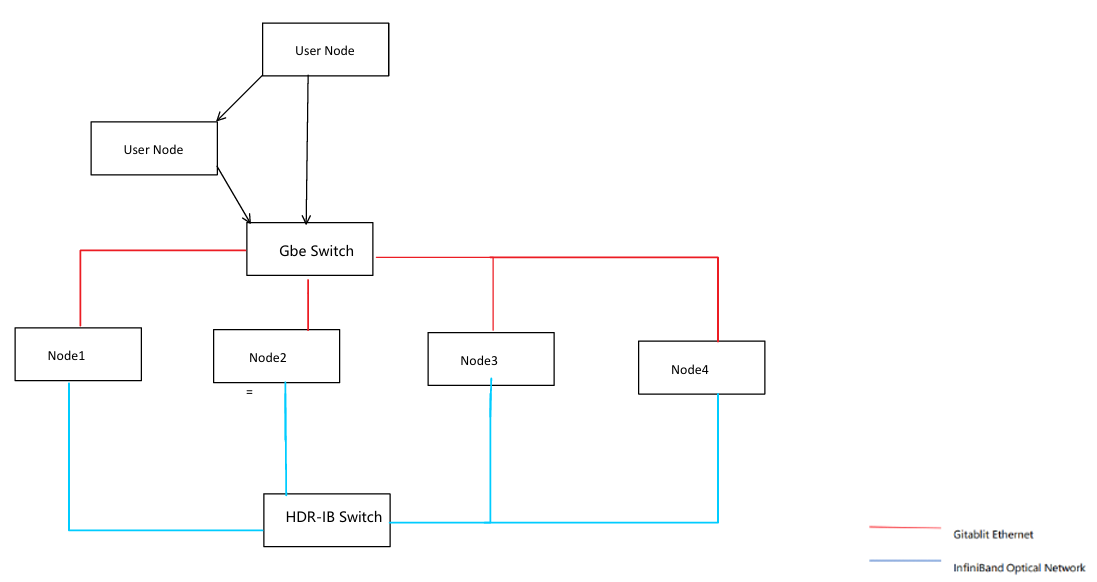 User Node
User Node
Gbe Switch
Node1
Node2
Node3
Node4
=
HDR-IB Switch
Gitablit Ethernet
InfiniBand Optical Network